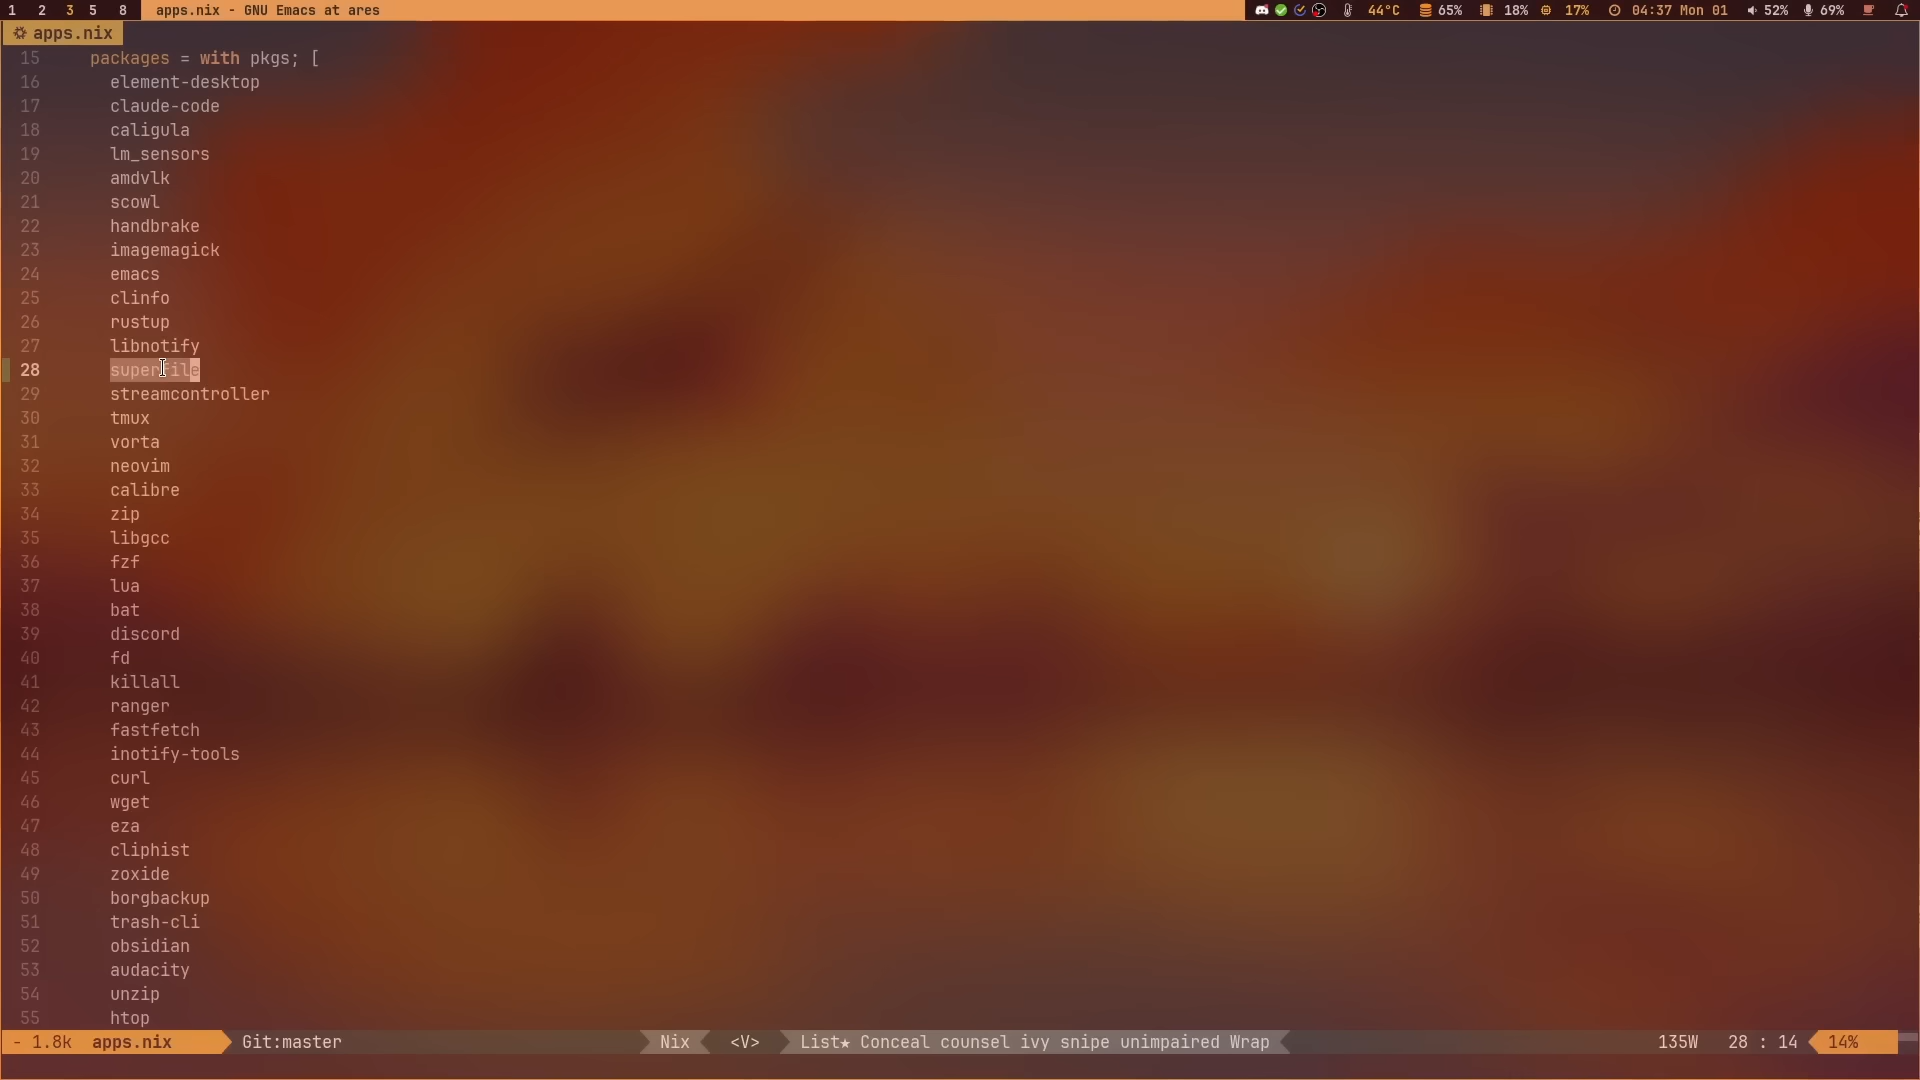 1 2 3 5 8 apps.nix - GNU Emacs at ares 44°C 65% 18% 17% 04:37 Mon 01 52% 69%
apps.nix
15 packages = with pkgs; [
16 element-desktop
17 claude-code
18 caligula
19 lm_sensors
20 amdvlk
21 scowl
22 handbrake
23 imagemagick
24 emacs
25 clinfo
26 rustup
27 libnotify
28 superfile
29 streamcontroller
30 tmux
31 vorta
32 neovim
33 calibre
34 zip
35 libgcc
36 fzf
37 lua
38 bat
39 discord
40 fd
41 killall
42 ranger
43 fastfetch
44 inotify-tools
45 curl
46 wget
47 eza
48 cliphist
49 zoxide
50 borgbackup
51 trash-cli
52 obsidian
53 audacity
54 unzip
55 htop
- 1.8k apps.nix Git:master Nix <V> List★ Conceal counsel ivy snipe unimpaired Wrap 135W 28 : 14 14%